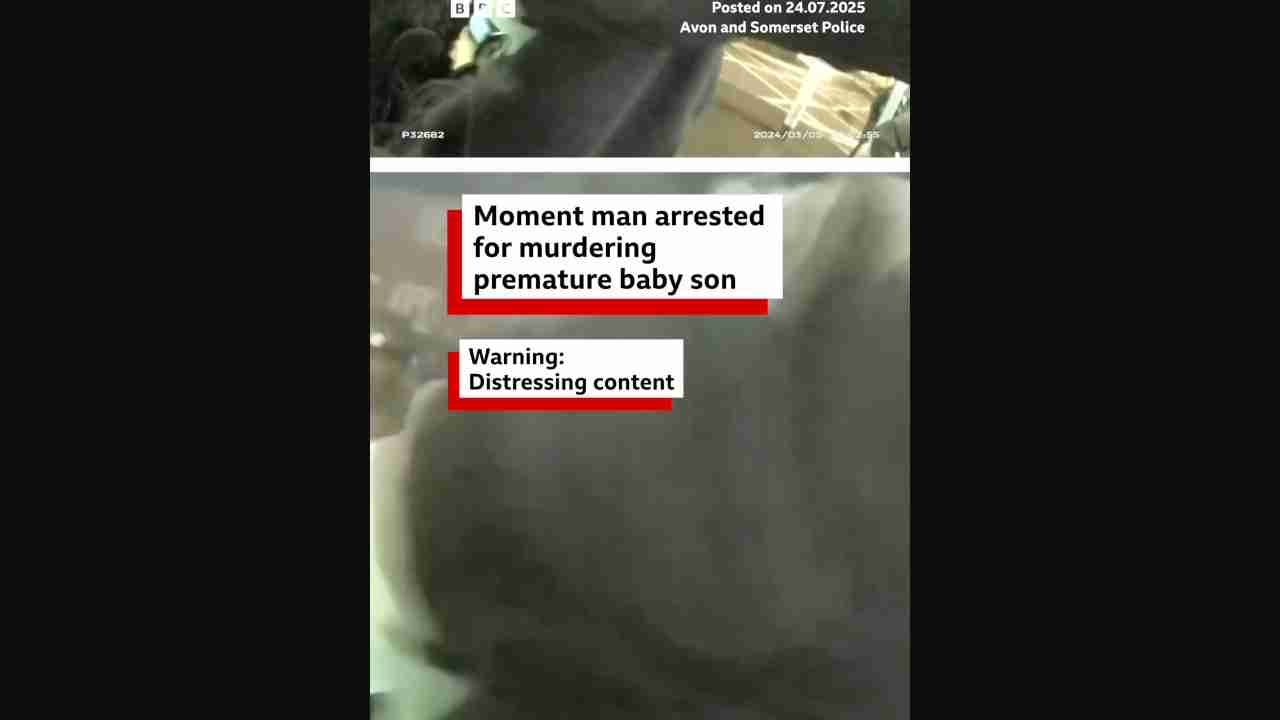 BBC
Posted on 24.07.2025
Avon and Somerset Police
P32682
Moment man arrested
for murdering
premature baby son
Warning:
Distressing content